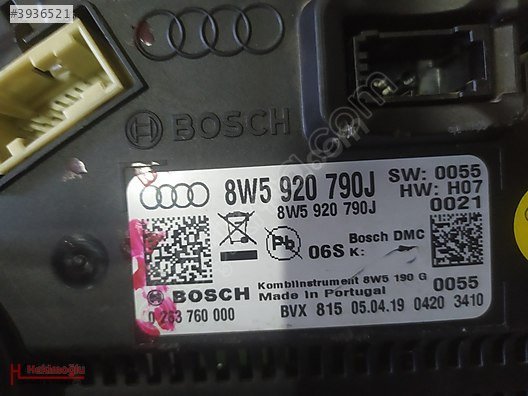 #3936521
BOSCH
8W5 920 790J
SW: 0055
8W5 920 790J
HW: H07
0021
Pb
06S
K:
Bosch DMC
Kombiinstrument 8W5 190 G
0055
BOSCH
Made in Portugal
0 263 760 000
BVX 815 05.04.19 0420 3410
H Hekimoğlu